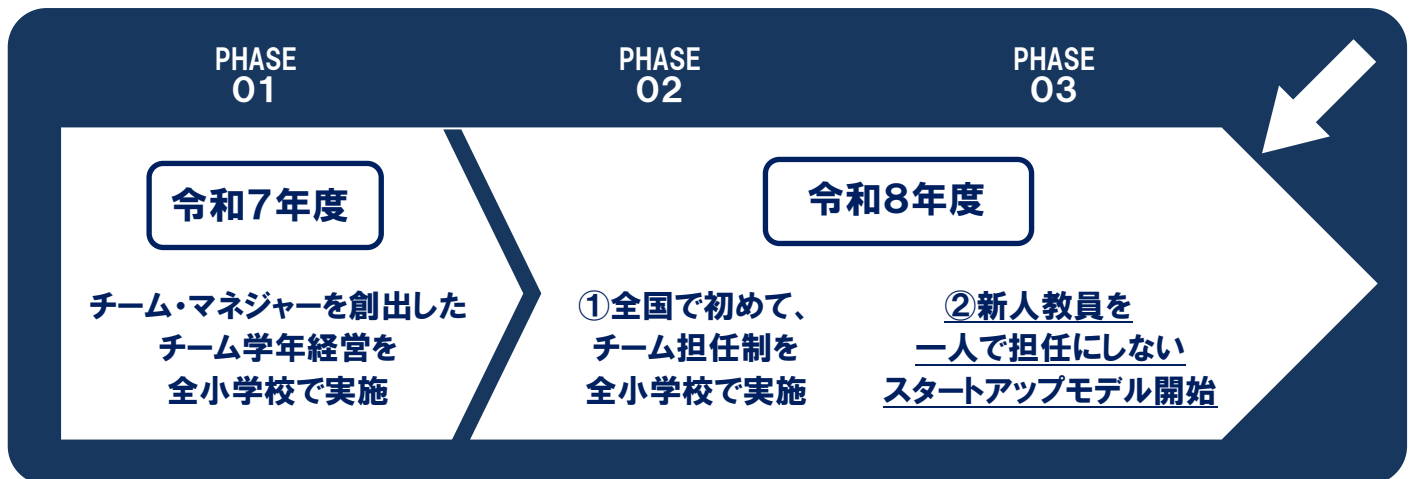 PHASE
01
PHASE
02
PHASE
03
令和7年度
チーム・マネジャーを創出した
チーム学年経営を
全小学校で実施
令和8年度
①全国で初めて、
チーム担任制を
全小学校で実施
②新人教員を
一人で担任にしない
スタートアップモデル開始